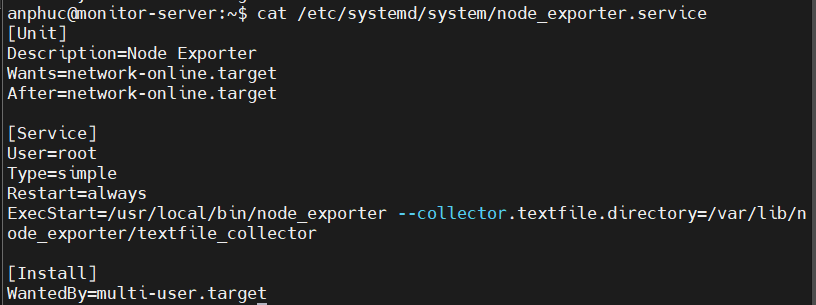 anphuc@monitor-server:~$ cat /etc/systemd/system/node_exporter.service
[Unit]
Description=Node Exporter
Wants=network-online.target
After=network-online.target

[Service]
User=root
Type=simple
Restart=always
ExecStart=/usr/local/bin/node_exporter --collector.textfile.directory=/var/lib/n
ode_exporter/textfile_collector

[Install]
WantedBy=multi-user.target